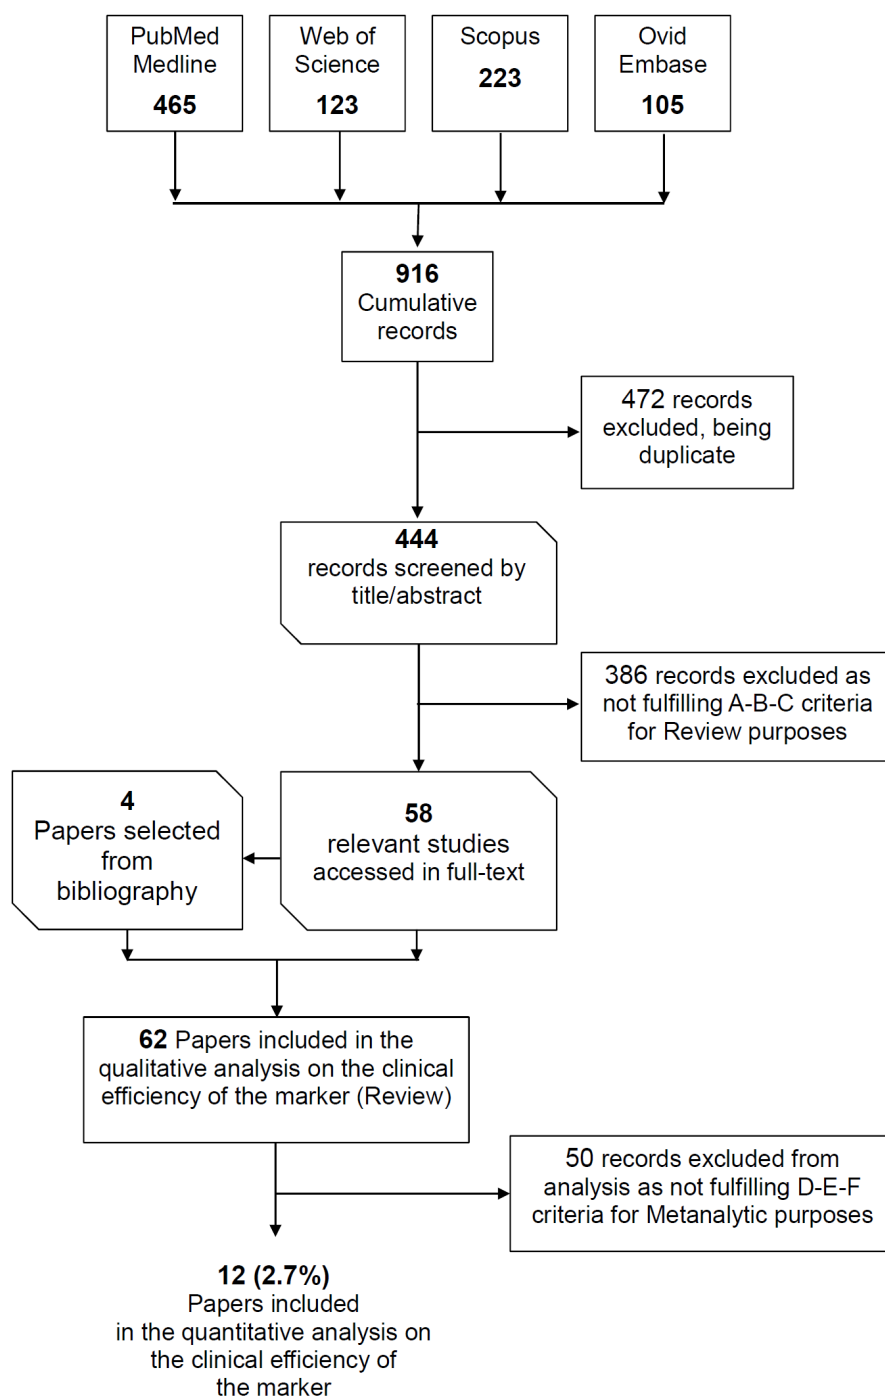 PubMed
Medline
465
Web of
Science
123
Scopus
223
Ovid
Embase
105
916
Cumulative
records
472 records
excluded, being
duplicate
444
records screened by
title/abstract
386 records excluded as
not fulfilling A-B-C criteria
for Review purposes
4
Papers selected
from
bibliography
58
relevant studies
accessed in full-text
62 Papers included in the
qualitative analysis on the clinical
efficiency of the marker (Review)
50 records excluded from
analysis as not fulfilling D-E-F
criteria for Metanalytic purposes
12 (2.7%)
Papers included
in the quantitative analysis on
the clinical efficiency of
the marker